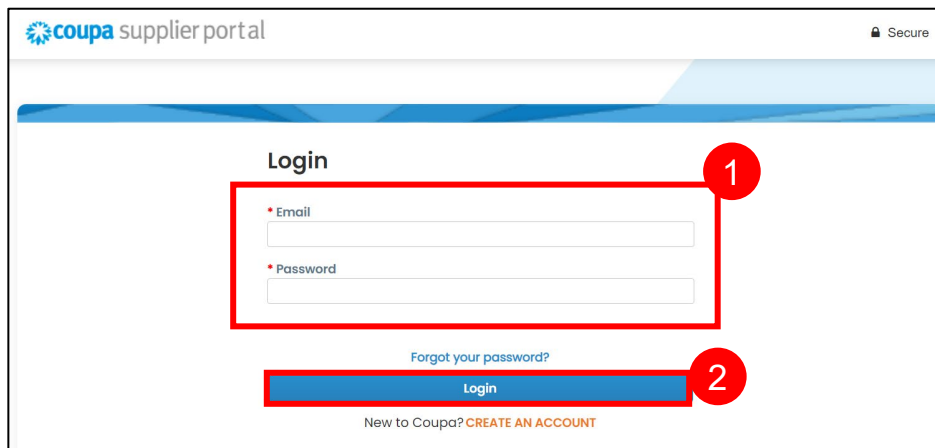 coupa supplier portal
Secure
Login
1
* Email
* Password
Forgot your password?
Login
2
New to Coupa? CREATE AN ACCOUNT